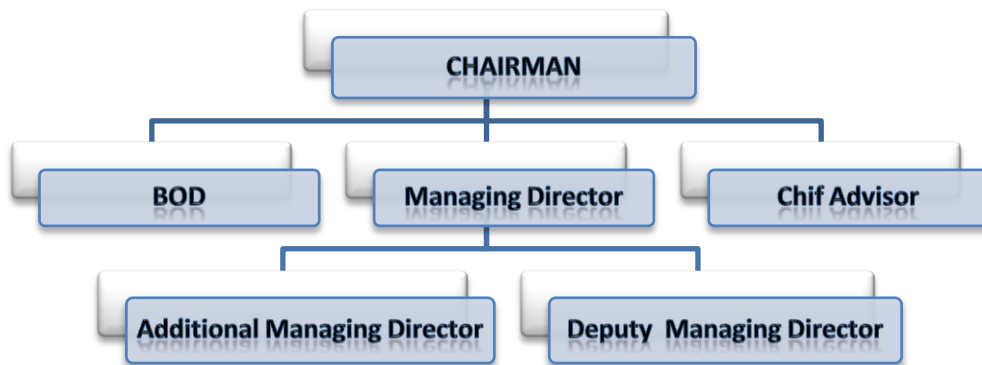 CHAIRMAN
BOD
Managing Director
Chif Advisor
Additional Managing Director
Deputy  Managing Director